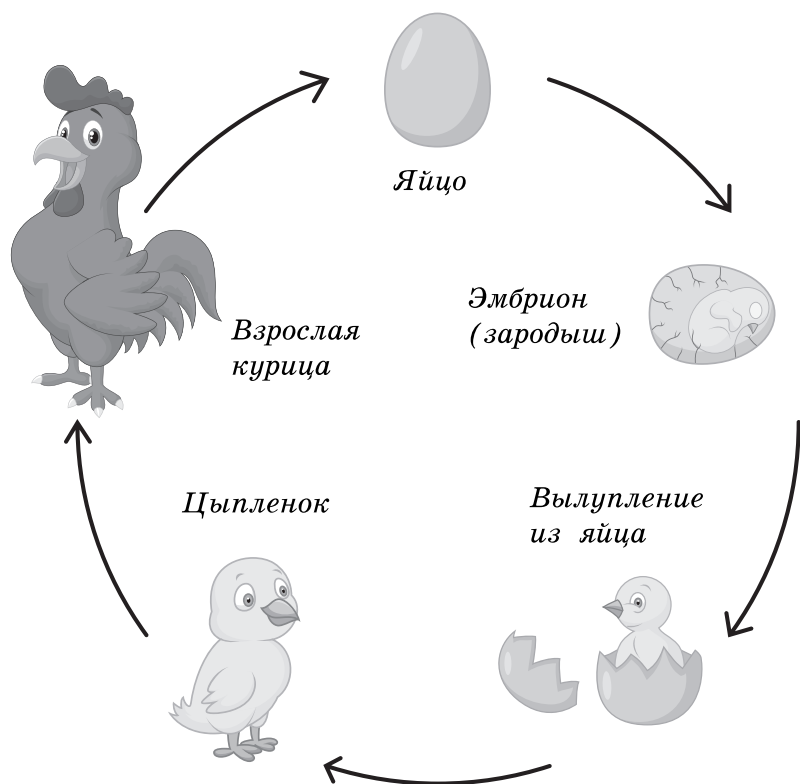 Яйцо
Эмбрион
(зародыш)
Взрослая
курица
Цыпленок
Вылупление
из яйца